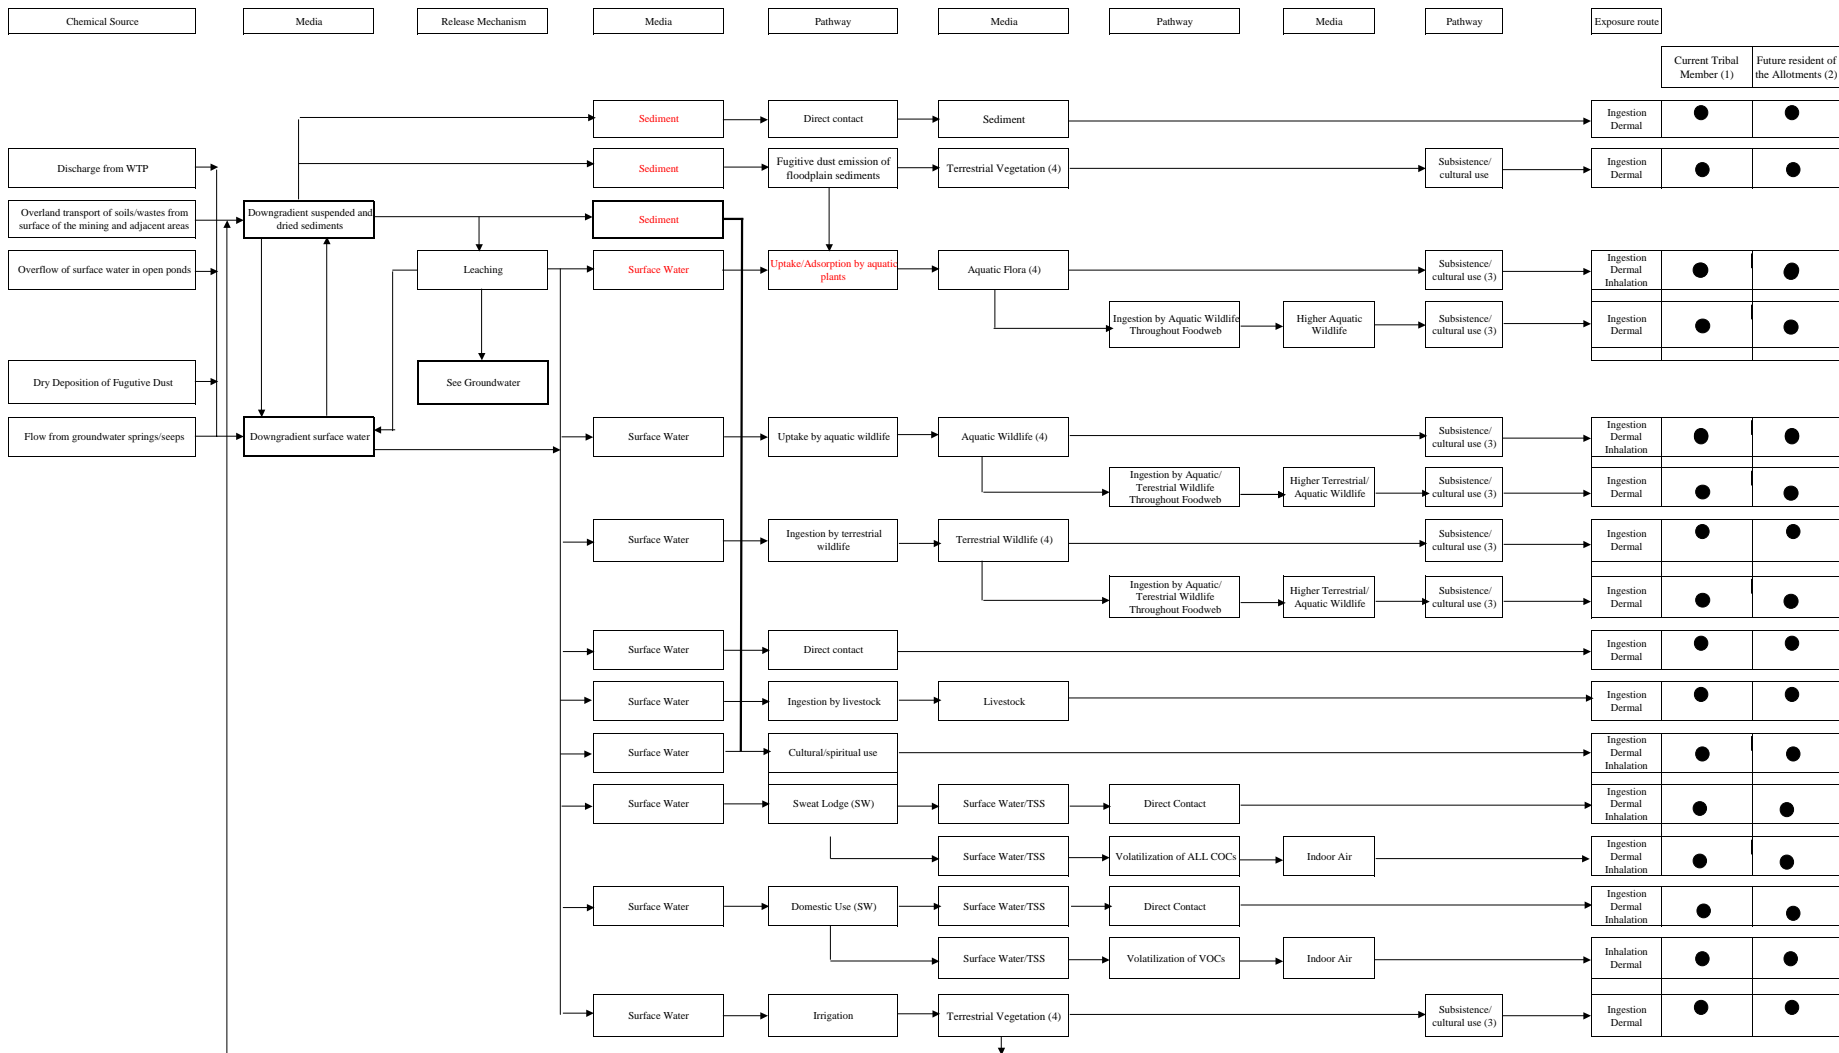 Chemical Source
Media
Release Mechanism
Media
Pathway
Media
Pathway
Media
Pathway
Exposure route
Current Tribal
Member (1)
Future resident of
the Allotments (2)
Sediment
Direct contact
Sediment
Ingestion
Dermal
Discharge from WTP
Sediment
Fugitive dust emission of
floodplain sediments
Terrestrial Vegetation (4)
Subsistence/
cultural use
Ingestion
Dermal
Overland transport of soils/wastes from
surface of the mining and adjacent areas
Downgradient suspended and
dried sediments
Sediment
Overflow of surface water in open ponds
Leaching
Surface Water
Uptake/Adsorption by aquatic
plants
Aquatic Flora (4)
Subsistence/
cultural use (3)
Ingestion
Dermal
Inhalation
Ingestion by Aquatic Wildlife
Throughout Foodweb
Higher Aquatic
Wildlife
Subsistence/
cultural use (3)
Ingestion
Dermal
Dry Deposition of Fugutive Dust
See Groundwater
Flow from groundwater springs/seeps
Downgradient surface water
Surface Water
Uptake by aquatic wildlife
Aquatic Wildlife (4)
Subsistence/
cultural use (3)
Ingestion
Dermal
Inhalation
Ingestion by Aquatic/
Terestrial Wildlife
Throughout Foodweb
Higher Terrestrial/
Aquatic Wildlife
Subsistence/
cultural use (3)
Ingestion
Dermal
Surface Water
Ingestion by terrestrial
wildlife
Terrestrial Wildlife (4)
Subsistence/
cultural use (3)
Ingestion
Dermal
Ingestion by Aquatic/
Terestrial Wildlife
Throughout Foodweb
Higher Terrestrial/
Aquatic Wildlife
Subsistence/
cultural use (3)
Ingestion
Dermal
Surface Water
Direct contact
Ingestion
Dermal
Surface Water
Ingestion by livestock
Livestock
Ingestion
Dermal
Surface Water
Cultural/spiritual use
Ingestion
Dermal
Inhalation
Surface Water
Sweat Lodge (SW)
Surface Water/TSS
Direct Contact
Ingestion
Dermal
Inhalation
Surface Water/TSS
Volatilization of ALL COCs
Indoor Air
Ingestion
Dermal
Inhalation
Surface Water
Domestic Use (SW)
Surface Water/TSS
Direct Contact
Ingestion
Dermal
Inhalation
Surface Water/TSS
Volatilization of VOCs
Indoor Air
Inhalation
Dermal
Surface Water
Irrigation
Terrestrial Vegetation (4)
Subsistence/
cultural use (3)
Ingestion
Dermal